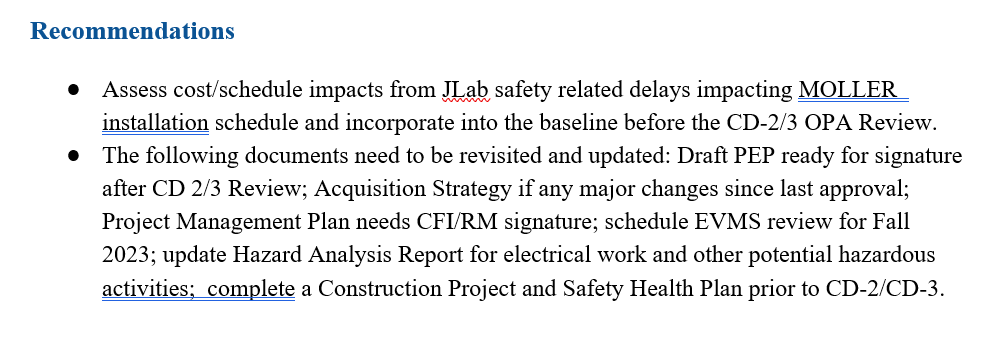 Recommendations
● Assess cost/schedule impacts from JLab safety related delays impacting MOLLER
installation schedule and incorporate into the baseline before the CD-2/3 OPA Review.
● The following documents need to be revisited and updated: Draft PEP ready for signature
after CD 2/3 Review; Acquisition Strategy if any major changes since last approval;
Project Management Plan needs CFI/RM signature; schedule EVMS review for Fall
2023; update Hazard Analysis Report for electrical work and other potential hazardous
activities;  complete a Construction Project and Safety Health Plan prior to CD-2/CD-3.